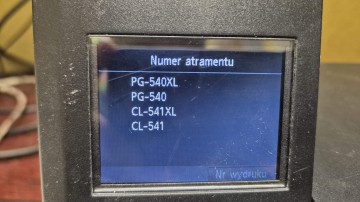 Numer atramentu
PG-540XL
PG-540
CL-541XL
CL-541
Nr wydruku